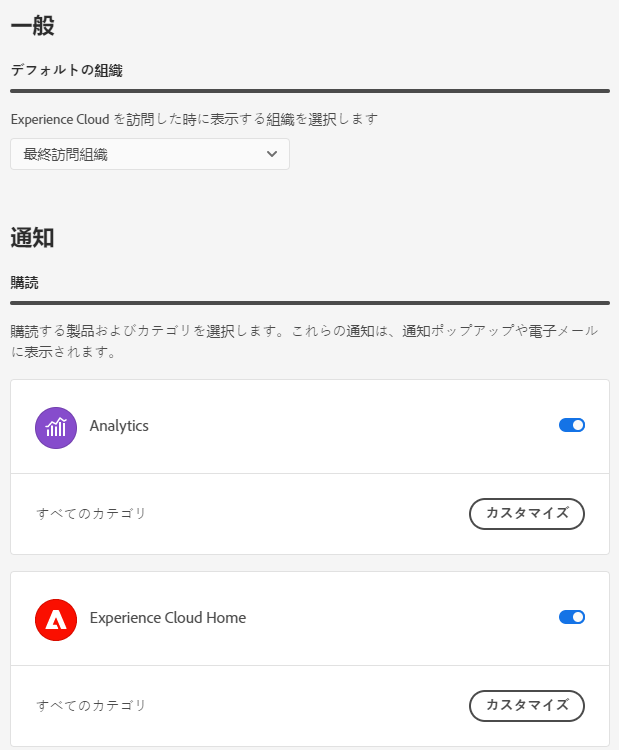 一般
デフォルトの組織
Experience Cloud を訪問した時に表示する組織を選択します
最終訪問組織
通知
購読
購読する製品およびカテゴリを選択します。これらの通知は、通知ポップアップや電子メール
に表示されます。
Analytics
すべてのカテゴリ
カスタマイズ
Experience Cloud Home
すべてのカテゴリ
カスタマイズ